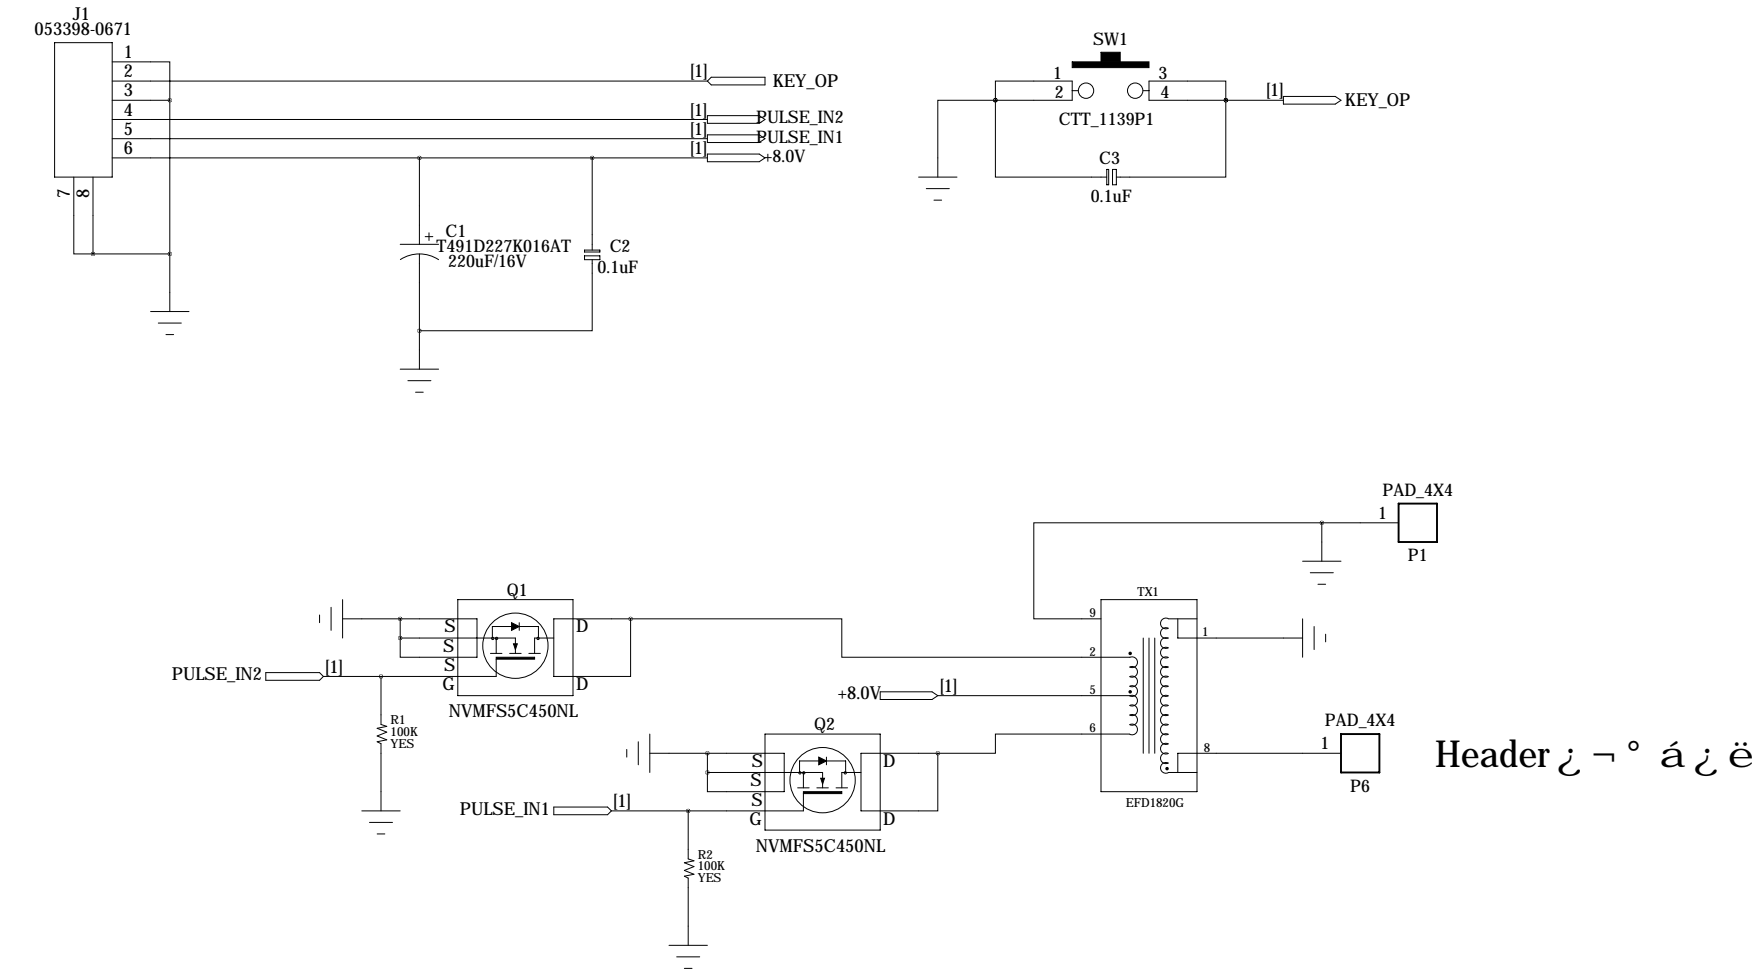 J1
053398-0671
1
2
3
4
5
6
7
8
[1]
KEY_OP
[1]
PULSE_IN2
[1]
PULSE_IN1
[1]
+8.0V
+
C1
T491D227K016AT
220uF/16V
C2
0.1uF
SW1
1
2
3
4
CTT_1139P1
[1]
KEY_OP
C3
0.1uF
PAD_4X4
1
P1
Q1
S
S
S
G
D
D
NVMFS5C450NL
PULSE_IN2
[1]
R1
100K
YES
TX1
9
2
5
6
1
8
EFD1820G
+8.0V
[1]
Q2
S
S
S
G
D
D
NVMFS5C450NL
PULSE_IN1
[1]
R2
100K
YES
PAD_4X4
1
P6
Header¿¬°á¿ë